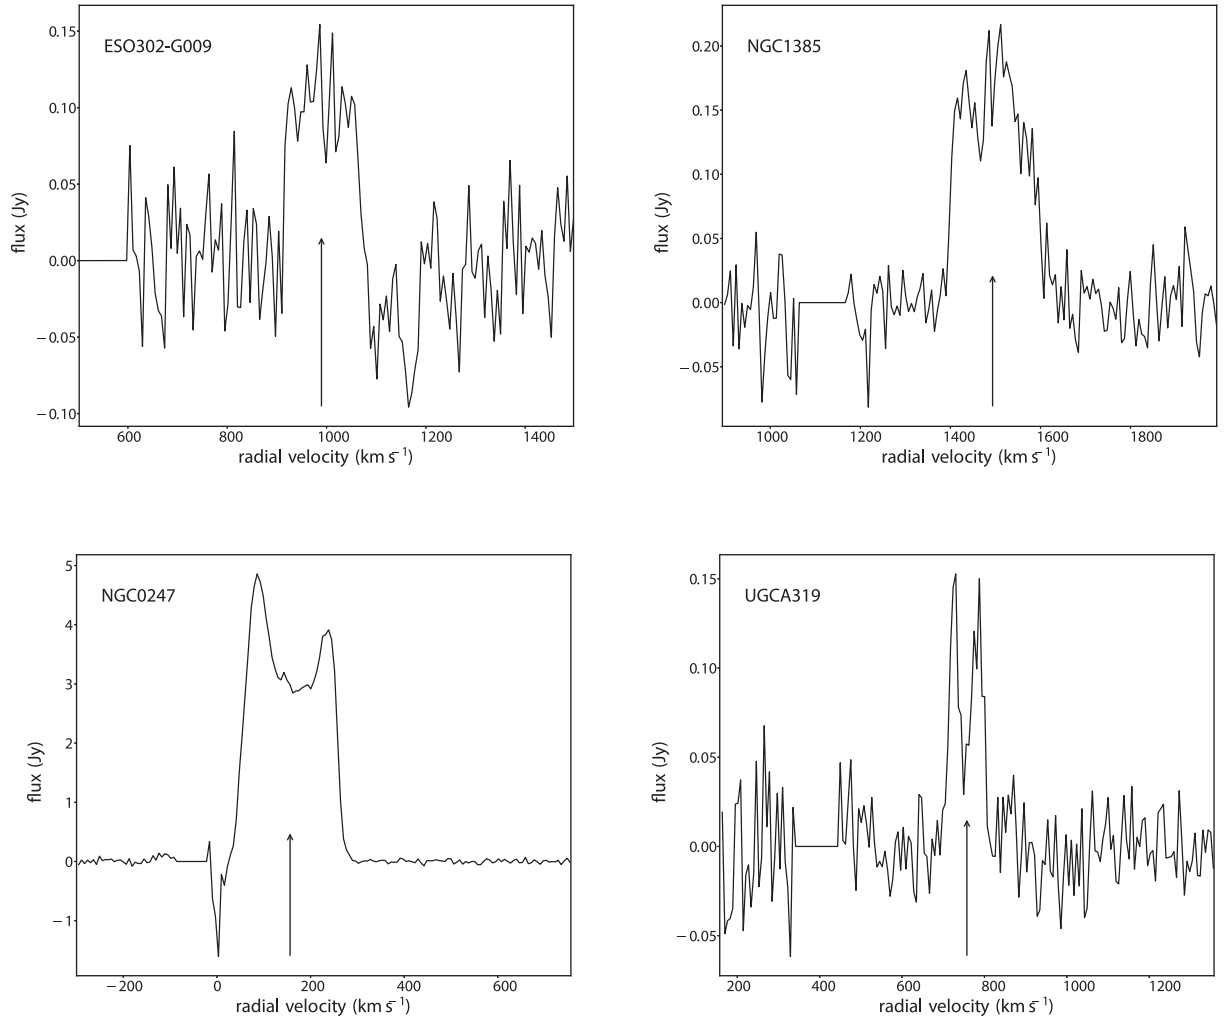 ESO302-G009
0.15
0.10
0.05
0.00
−0.05
−0.10
flux (Jy)
600 800 1000 1200 1400
radial velocity (km s⁻¹)
NGC1385
0.20
0.15
0.10
0.05
0.00
−0.05
flux (Jy)
1000 1200 1400 1600 1800
radial velocity (km s⁻¹)
NGC0247
5
4
3
2
1
0
−1
flux (Jy)
−200 0 200 400 600
radial velocity (km s⁻¹)
UGCA319
0.15
0.10
0.05
0.00
−0.05
flux (Jy)
200 400 600 800 1000 1200
radial velocity (km s⁻¹)